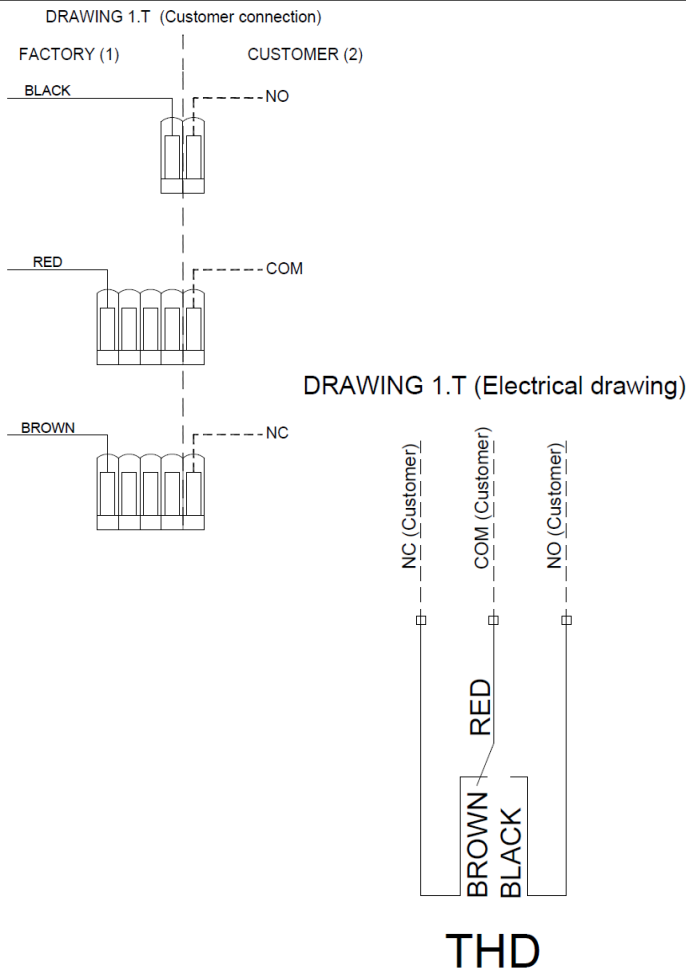 DRAWING 1.T (Customer connection)
FACTORY (1)
CUSTOMER (2)
BLACK
NO
RED
COM
BROWN
NC
DRAWING 1.T (Electrical drawing)
NC (Customer)
COM (Customer)
NO (Customer)
RED
BROWN
BLACK
THD